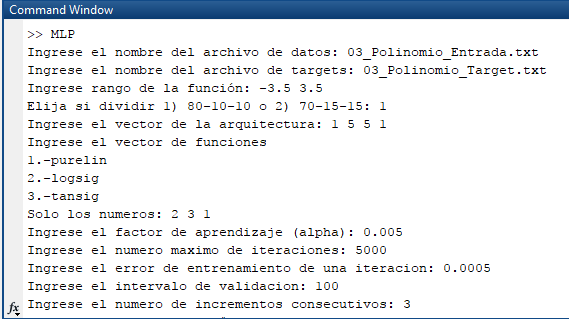 Command Window
>> MLP
Ingrese el nombre del archivo de datos: 03_Polinomio_Entrada.txt
Ingrese el nombre del archivo de targets: 03_Polinomio_Target.txt
Ingrese rango de la función: -3.5 3.5
Elija si dividir 1) 80-10-10 o 2) 70-15-15: 1
Ingrese el vector de la arquitectura: 1 5 5 1
Ingrese el vector de funciones
1.-purelin
2.-logsig
3.-tansig
Solo los numeros: 2 3 1
Ingrese el factor de aprendizaje (alpha): 0.005
Ingrese el numero maximo de iteraciones: 5000
Ingrese el error de entrenamiento de una iteracion: 0.0005
Ingrese el intervalo de validacion: 100
fx Ingrese el numero de incrementos consecutivos: 3